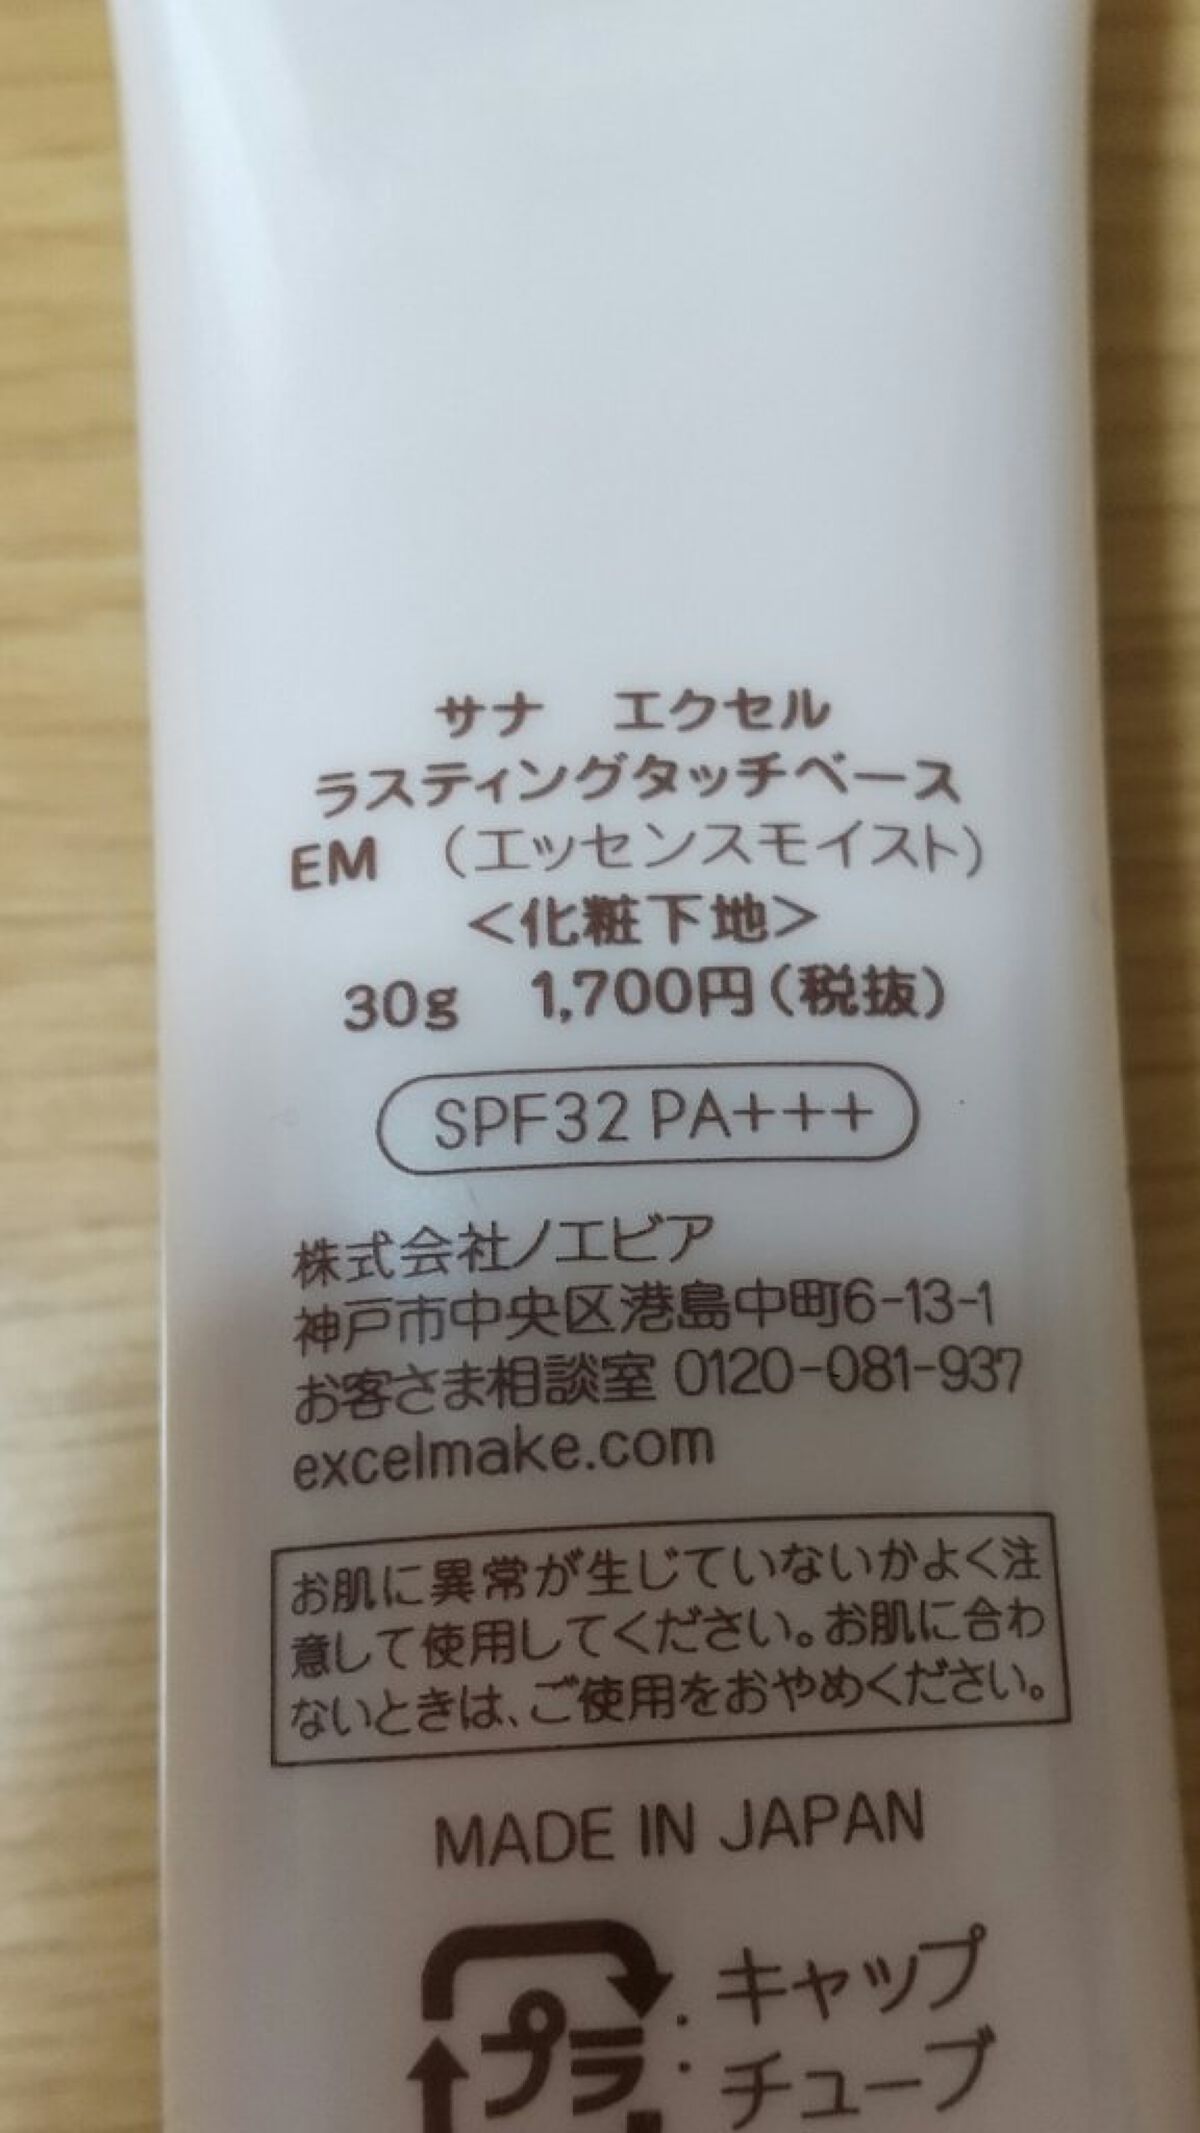 サナ エクセル
ラスティングタッチベース
EM （エッセンスモイスト）
＜化粧下地＞
30g 1,700円（税抜）
SPF32 PA+++
株式会社ノエビア
神戸市中央区港島中町6-13-1
お客さま相談室 0120-081-937
excelmake.com
お肌に異常が生じていないかよく注
意して使用してください。お肌に合わ
ないときは、ご使用をおやめください。
MADE IN JAPAN
プラ : キャップ
チューブ